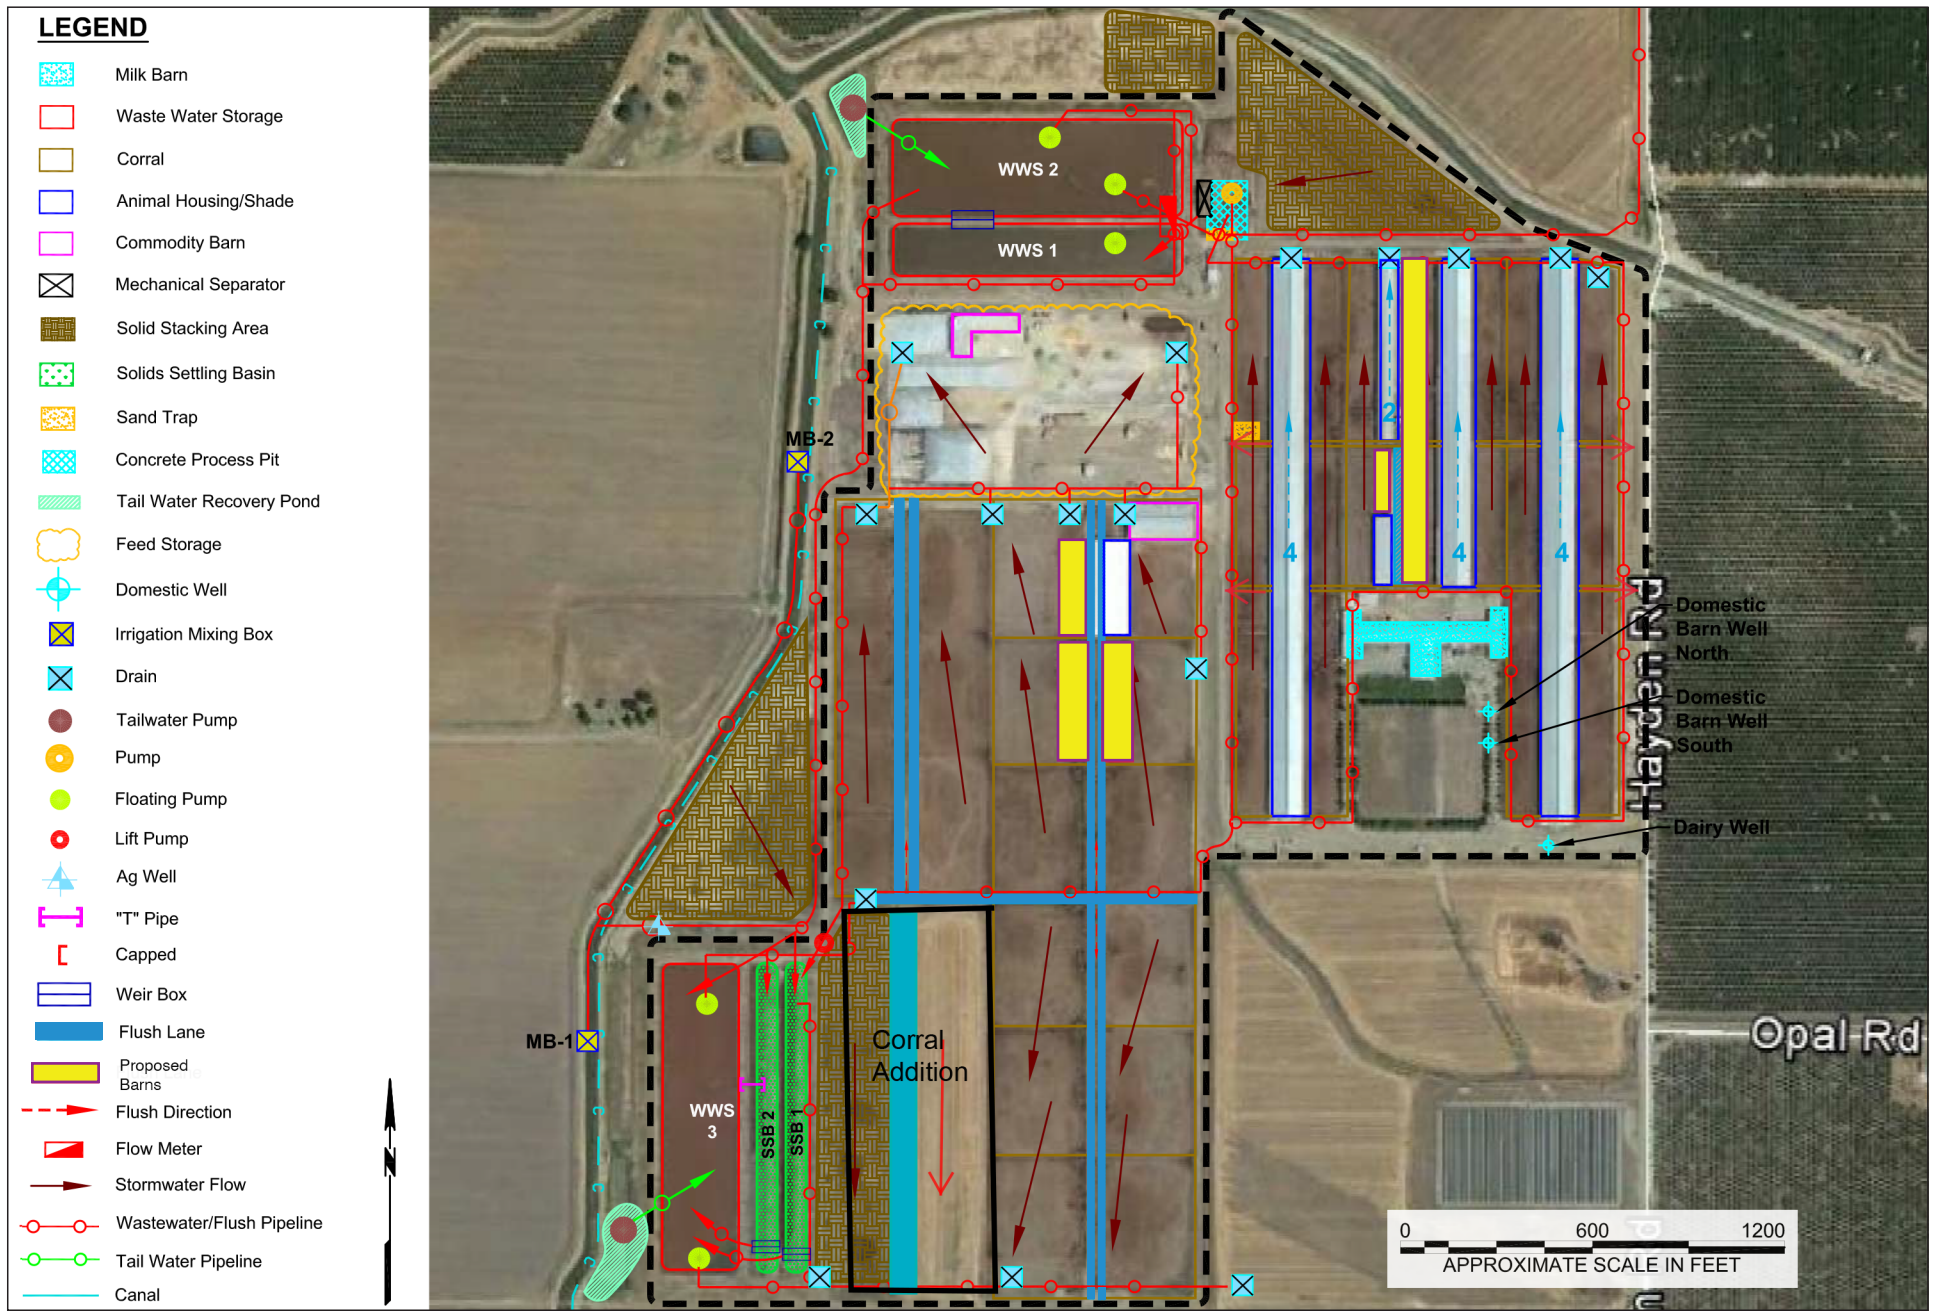 LEGEND
Milk Barn
Waste Water Storage
Corral
Animal Housing/Shade
Commodity Barn
Mechanical Separator
Solid Stacking Area
Solids Settling Basin
Sand Trap
Concrete Process Pit
Tail Water Recovery Pond
Feed Storage
Domestic Well
Irrigation Mixing Box
Drain
Tailwater Pump
Pump
Floating Pump
Lift Pump
Ag Well
"T" Pipe
Capped
Weir Box
Flush Lane
Proposed
Barns
Flush Direction
Flow Meter
Stormwater Flow
Wastewater/Flush Pipeline
Tail Water Pipeline
Canal
N
WWS 2
WWS 1
MB-2
2
4
4
4
Domestic
Barn Well
North
Domestic
Barn Well
South
Hayden Rd
Dairy Well
MB-1
WWS
3
SSB 2
SSB 1
Corral
Addition
Opal Rd
0 600 1200
APPROXIMATE SCALE IN FEET